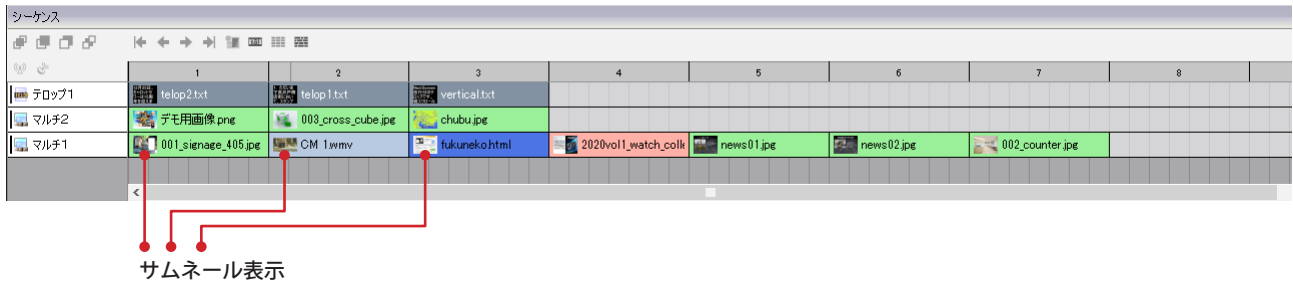 シーケンス
1 2 3 4 5 6 7 8
テロップ1 telop2.txt telop1.txt vertical.txt
マルチ2 デモ用画像.png 003_cross_cube.jpg chubu.jpg
マルチ1 001_signage_405.jpg CM 1.wmv fukuneko.html 2020vol1_watch_colle news01.jpg news02.jpg 002_counter.jpg
サムネール表示